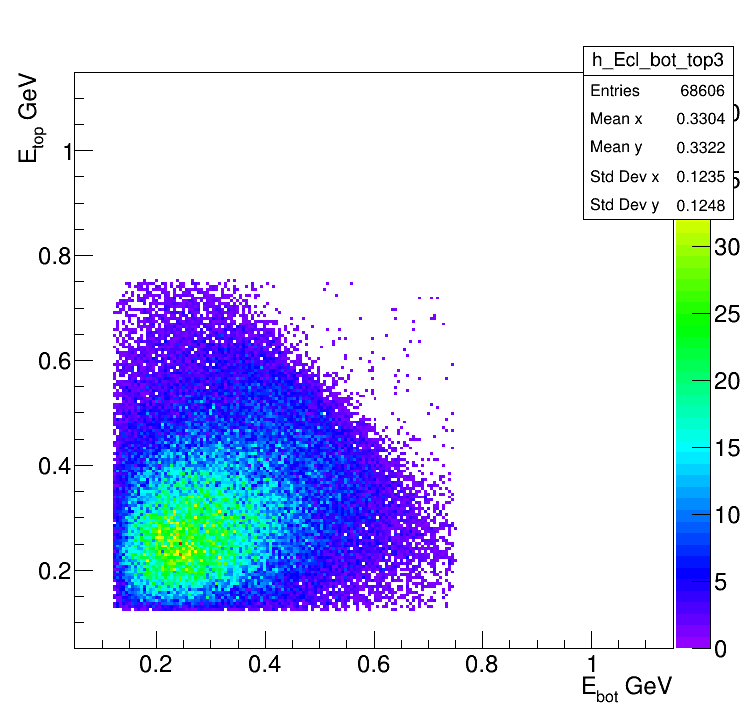 h_Ecl_bot_top3
Entries 68606
Mean x 0.3304
Mean y 0.3322
Std Dev x 0.1235
Std Dev y 0.1248
E_top GeV
1
0.8
0.6
0.4
0.2
0.2 0.4 0.6 0.8 1
E_bot GeV
30
25
20
15
10
5
0